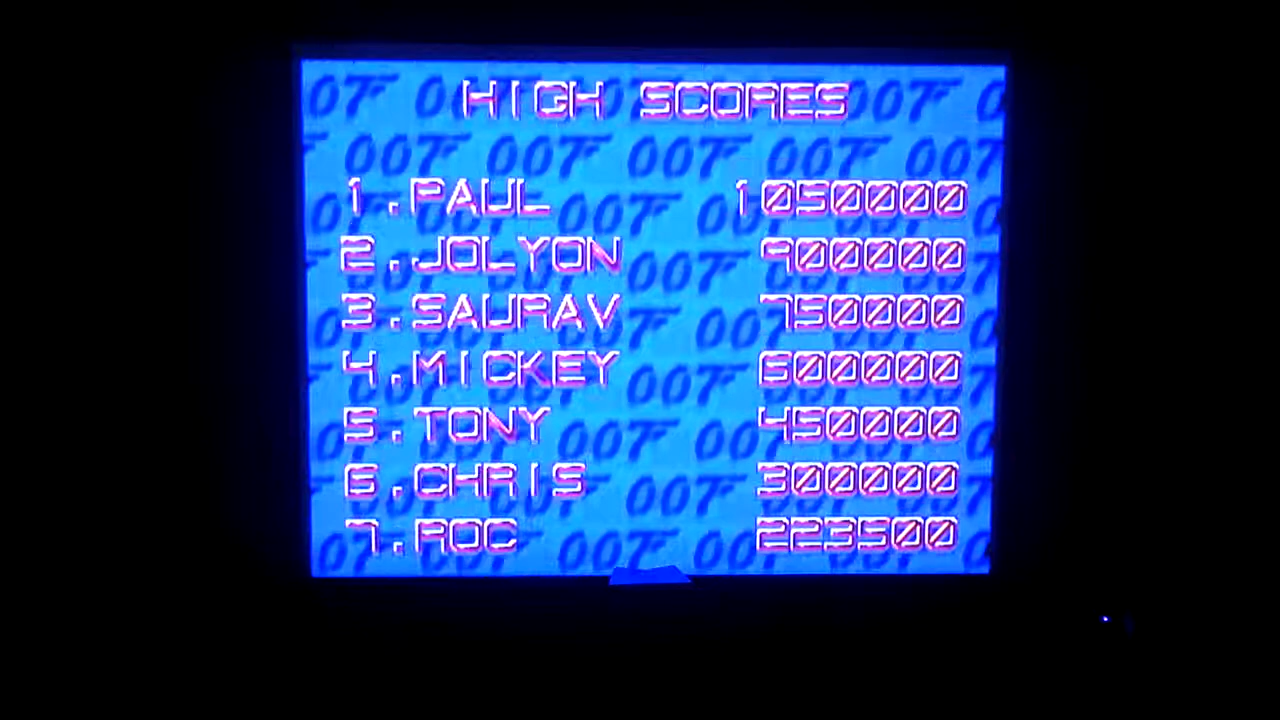 HIGH SCORES
1.PAUL 1050000
2.JOLYON 900000
3.SAURAV 750000
4.MICKEY 600000
5.TONY 450000
6.CHRIS 300000
7.ROC 223500